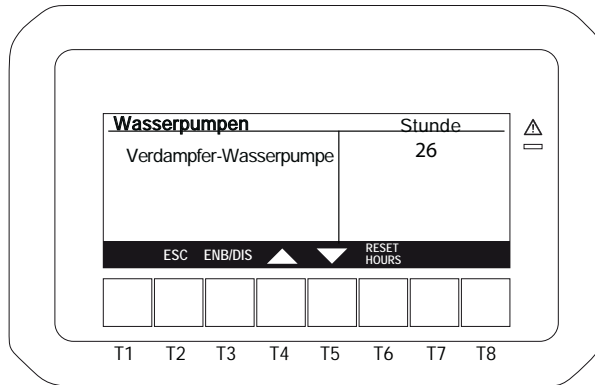 Wasserpumpen Stunde
Verdampfer-Wasserpumpe 26
ESC ENB/DIS RESET
HOURS
T1 T2 T3 T4 T5 T6 T7 T8